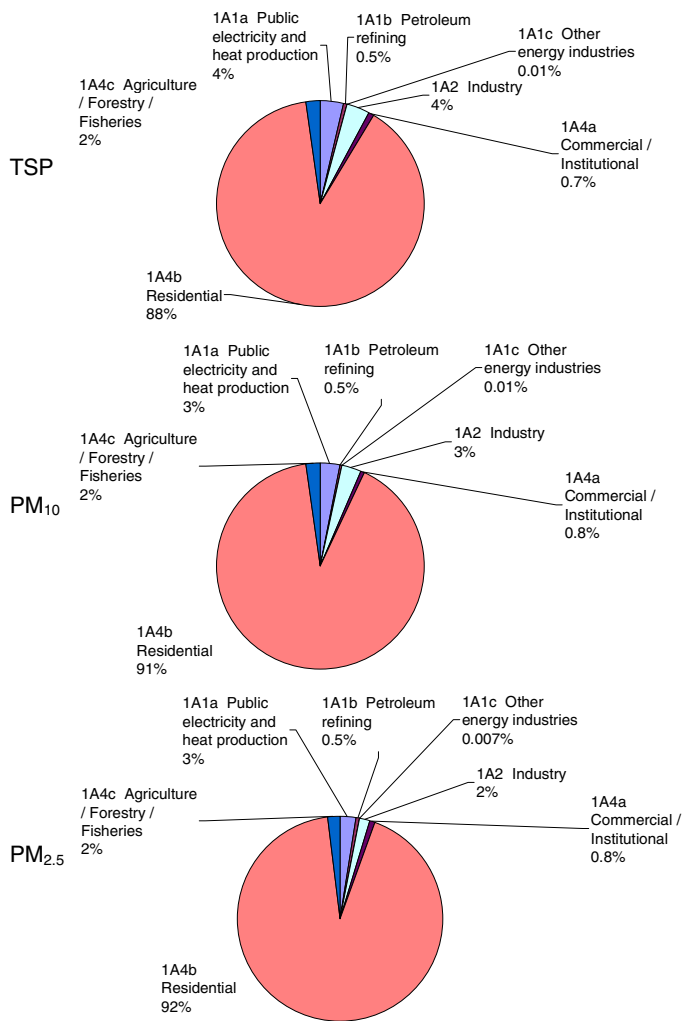 1A1a Public
electricity and
heat production
4%
1A1b Petroleum
refining
0.5%
1A1c Other
energy industries
0.01%
1A4c Agriculture
/ Forestry /
Fisheries
2%
1A2 Industry
4%
1A4a
Commercial /
Institutional
0.7%
TSP
1A4b
Residential
88%
1A1a Public
electricity and
heat production
3%
1A1b Petroleum
refining
0.5%
1A1c Other
energy industries
0.01%
1A4c Agriculture
/ Forestry /
Fisheries
2%
1A2 Industry
3%
1A4a
Commercial /
Institutional
0.8%
PM10
1A4b
Residential
91%
1A1a Public
electricity and
heat production
3%
1A1b Petroleum
refining
0.5%
1A1c Other
energy industries
0.007%
1A4c Agriculture
/ Forestry /
Fisheries
2%
1A2 Industry
2%
1A4a
Commercial /
Institutional
0.8%
PM2.5
1A4b
Residential
92%